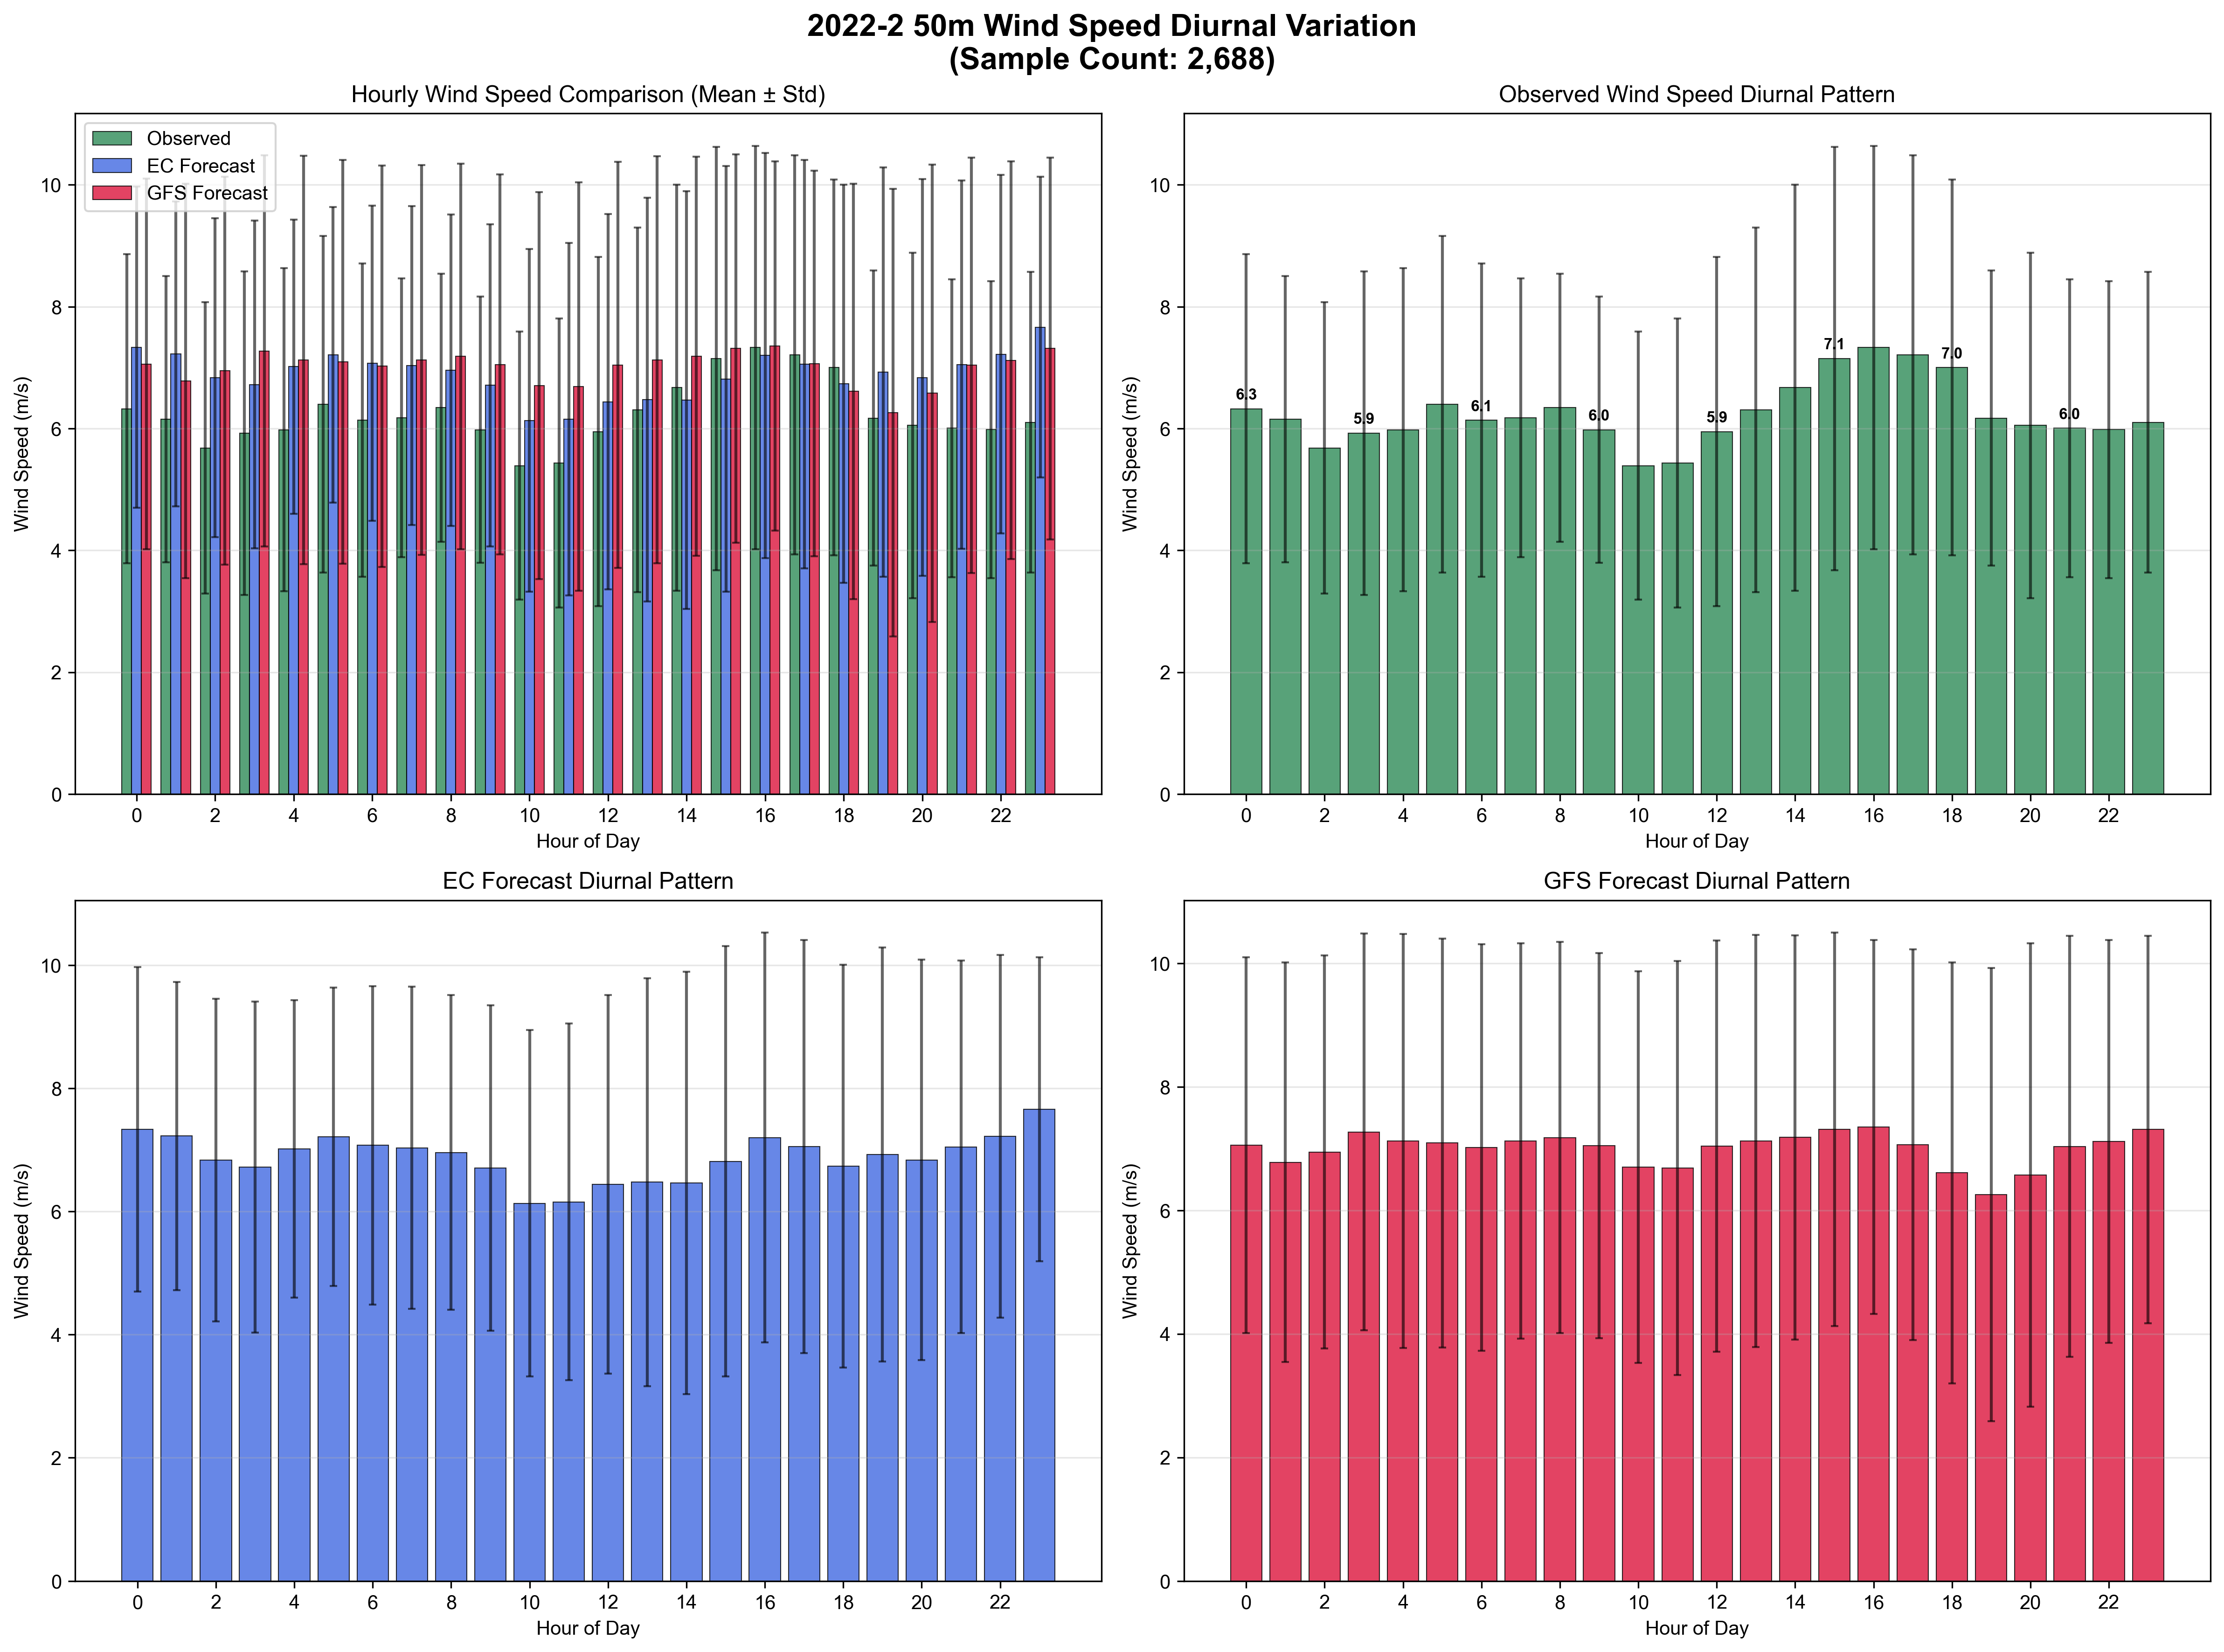 2022-2 50m Wind Speed Diurnal Variation
(Sample Count: 2,688)
Hourly Wind Speed Comparison (Mean ± Std)
Observed
EC Forecast
GFS Forecast
10
8
6
4
2
0
Wind Speed (m/s)
0 2 4 6 8 10 12 14 16 18 20 22
Hour of Day
Observed Wind Speed Diurnal Pattern
10
8
6
4
2
0
Wind Speed (m/s)
6.3 5.9 6.1 6.0 5.9 7.1 7.0 6.0
0 2 4 6 8 10 12 14 16 18 20 22
Hour of Day
EC Forecast Diurnal Pattern
10
8
6
4
2
0
Wind Speed (m/s)
0 2 4 6 8 10 12 14 16 18 20 22
Hour of Day
GFS Forecast Diurnal Pattern
10
8
6
4
2
0
Wind Speed (m/s)
0 2 4 6 8 10 12 14 16 18 20 22
Hour of Day